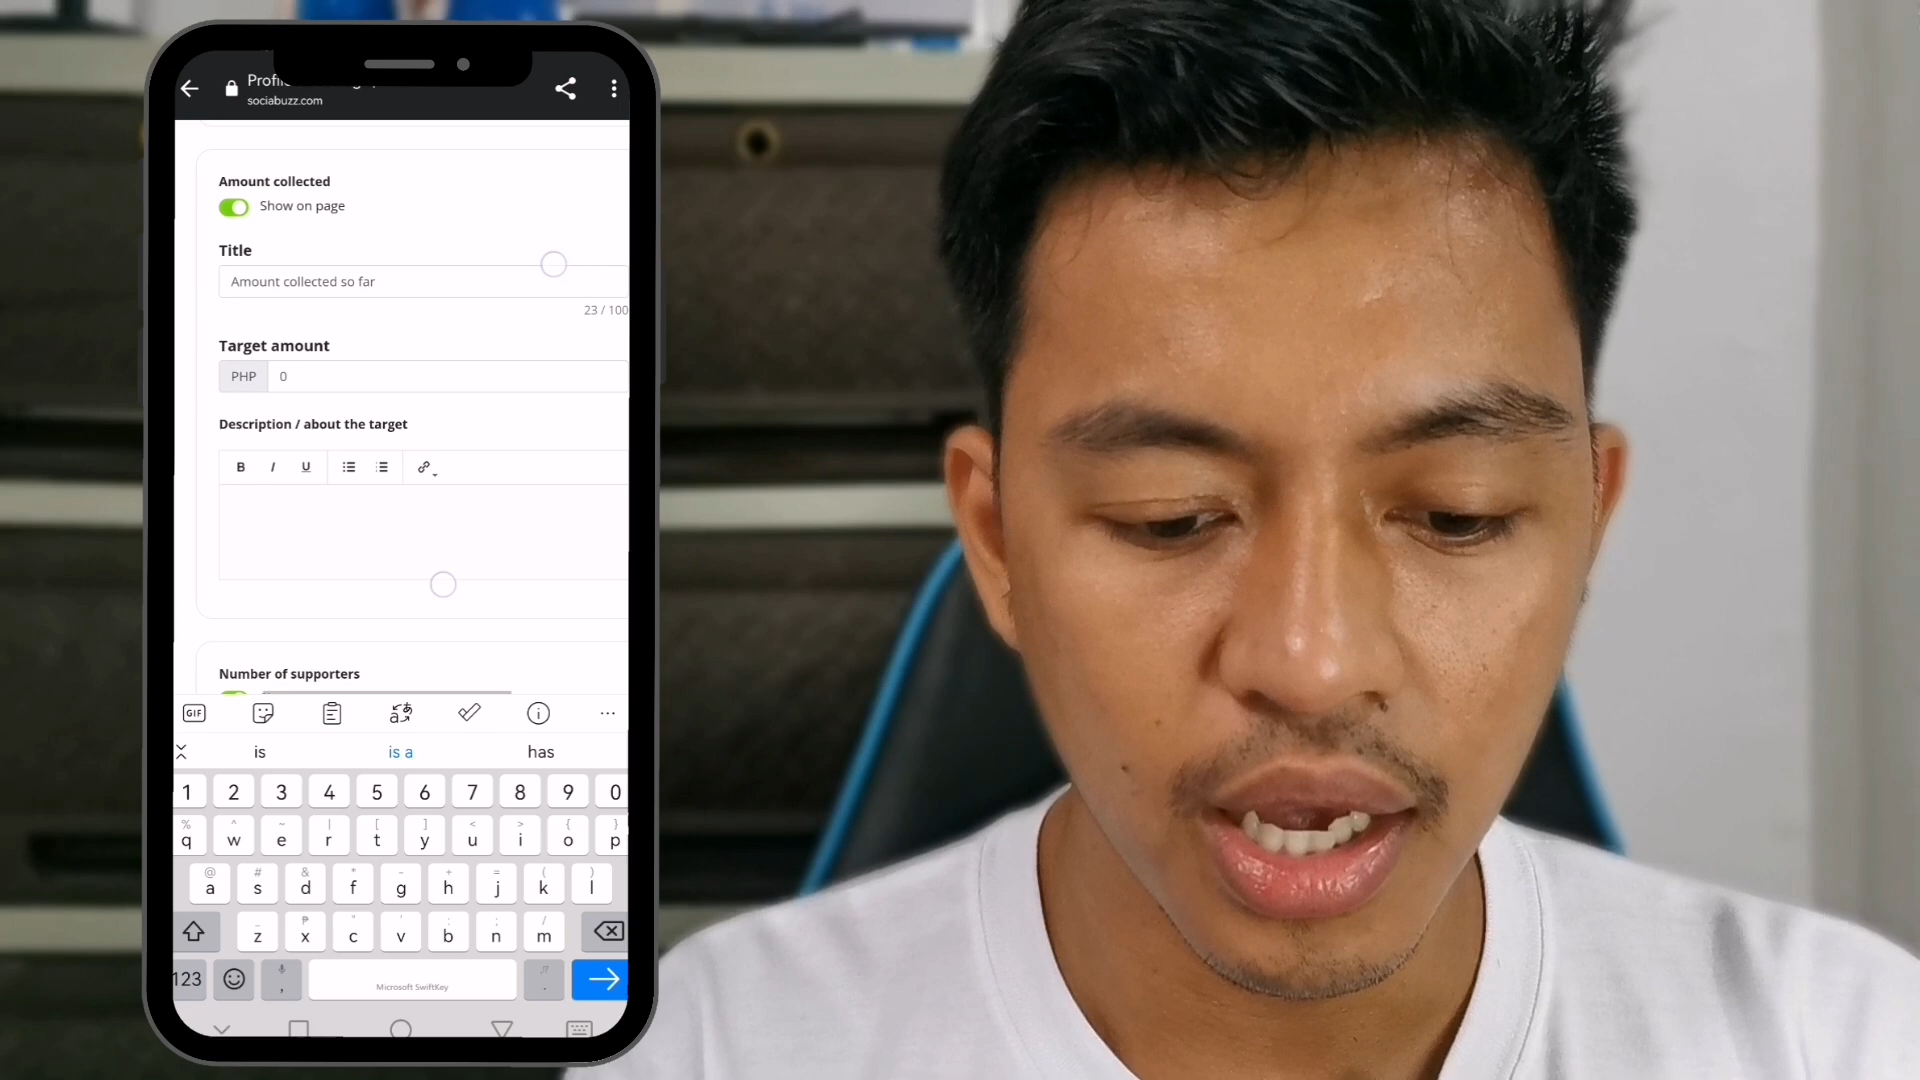 sociabuzz.com
Amount collected
Show on page
Title
Amount collected so far
23 / 100
Target amount
PHP 0
Description / about the target
B I U
Number of supporters
GIF
is is a has
1 2 3 4 5 6 7 8 9 0
% ^ ~ | [ ] < > { }
q w e r t y u i o p
@ # & * - + = ( )
a s d f g h j k l
_ ₱ " ' : ; /
z x c v b n m
123 , Microsoft SwiftKey .